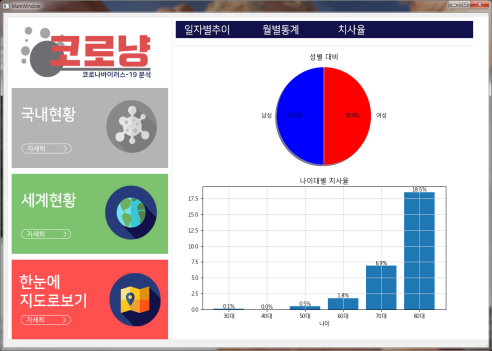 MainWindow
코로냥
코로나바이러스-19 분석
국내현황
자세히
세계현황
자세히
한눈에
지도로보기
자세히
일자별추이 월별통계 치사율
성별 대비
남성
여성
나이대별 치사율
18.5%
17.5
15.0
12.5
10.0
7.5
6.9%
5.0
2.5
1.8%
0.5%
0.1%
0.0%
0.0
30대 40대 50대 60대 70대 80대
나이